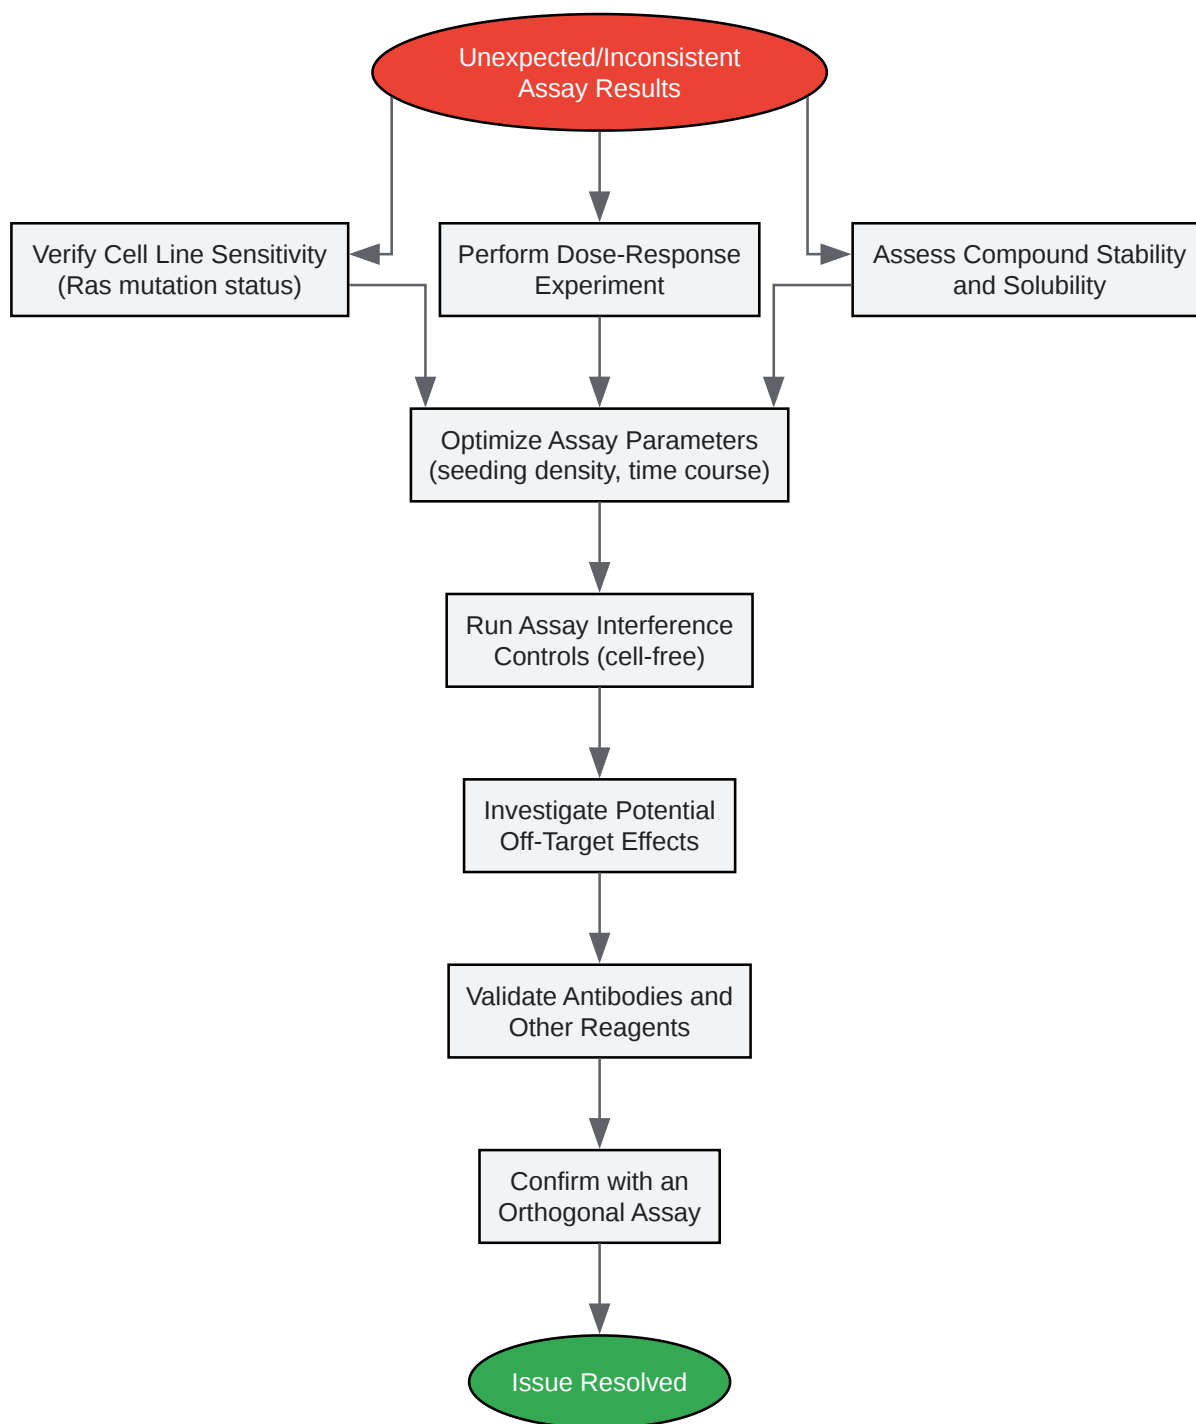 Unexpected/Inconsistent
Assay Results
Verify Cell Line Sensitivity
(Ras mutation status)
Perform Dose-Response
Experiment
Assess Compound Stability
and Solubility
Optimize Assay Parameters
(seeding density, time course)
Run Assay Interference
Controls (cell-free)
Investigate Potential
Off-Target Effects
Validate Antibodies and
Other Reagents
Confirm with an
Orthogonal Assay
Issue Resolved